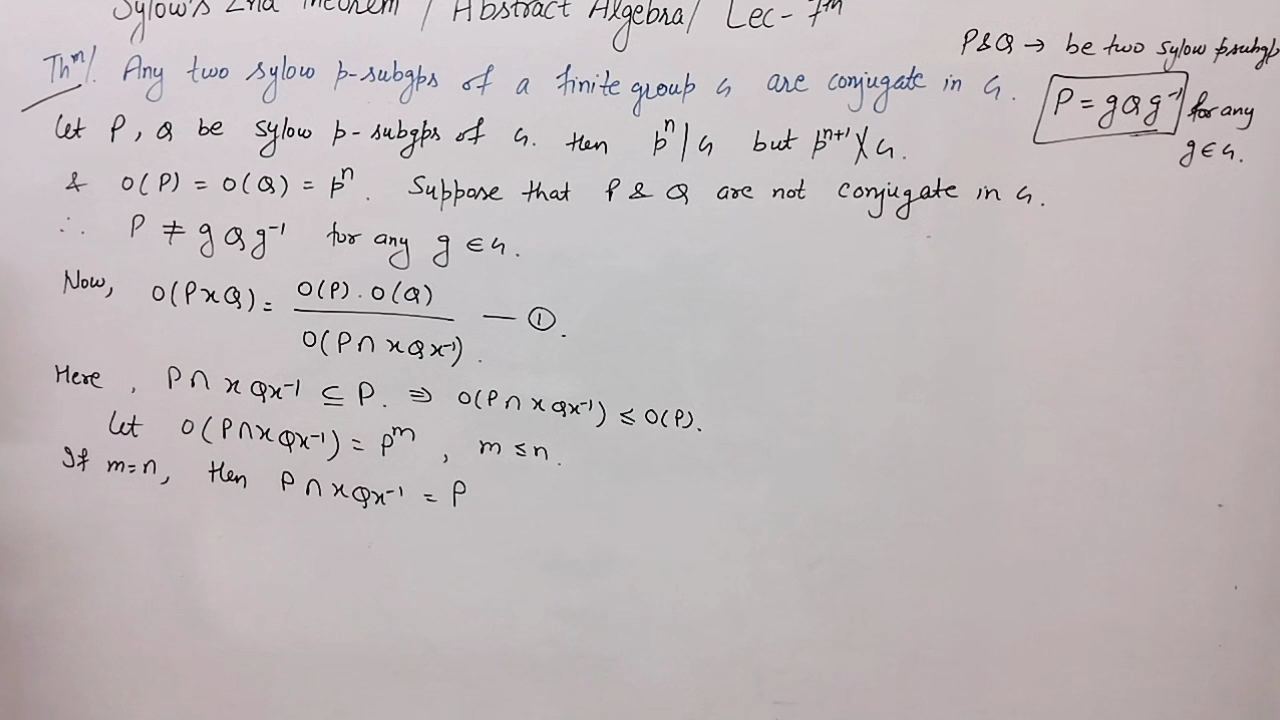 Sylow's 2nd Theorem / Abstract Algebra / Lec- 7th
P & Q → be two sylow p subgp
Thm/. Any two sylow p-subgps of a finite group G are conjugate in G.
P = gQg⁻¹ for any
g ∈ G.
Let P, Q be sylow p-subgps of G. then pⁿ | G but pⁿ⁺¹ ∤ G.
& O(P) = O(Q) = pⁿ. Suppose that P & Q are not conjugate in G.
∴ P ≠ gQg⁻¹ for any g ∈ G.
Now, O(PxQ) = O(P).O(Q) / O(P∩xQx⁻¹). — ①.
Here, P∩xQx⁻¹ ⊆ P. ⇒ O(P∩xQx⁻¹) ≤ O(P).
Let O(P∩xQx⁻¹) = pᵐ, m ≤ n.
If m=n, then P∩xQx⁻¹ = P